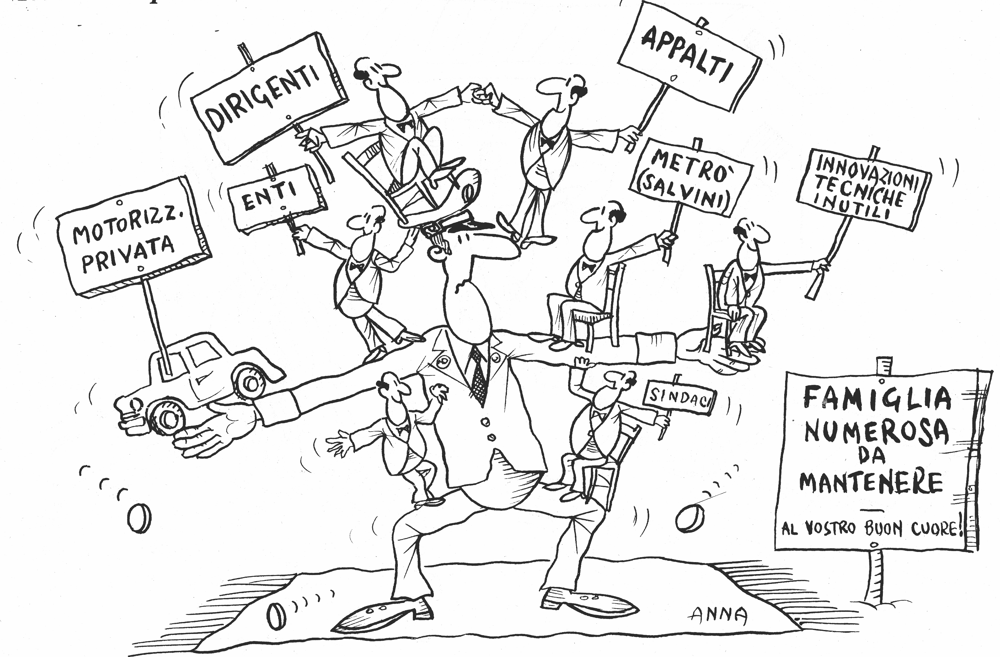 DIRIGENTI
APPALTI
MOTORIZZ.
PRIVATA
ENTI
METRO'
(SALVINI)
INNOVAZIONI
TECNICHE
INUTILI
SINDACI
FAMIGLIA
NUMEROSA
DA
MANTENERE
—
AL VOSTRO BUON CUORE!
ANNA